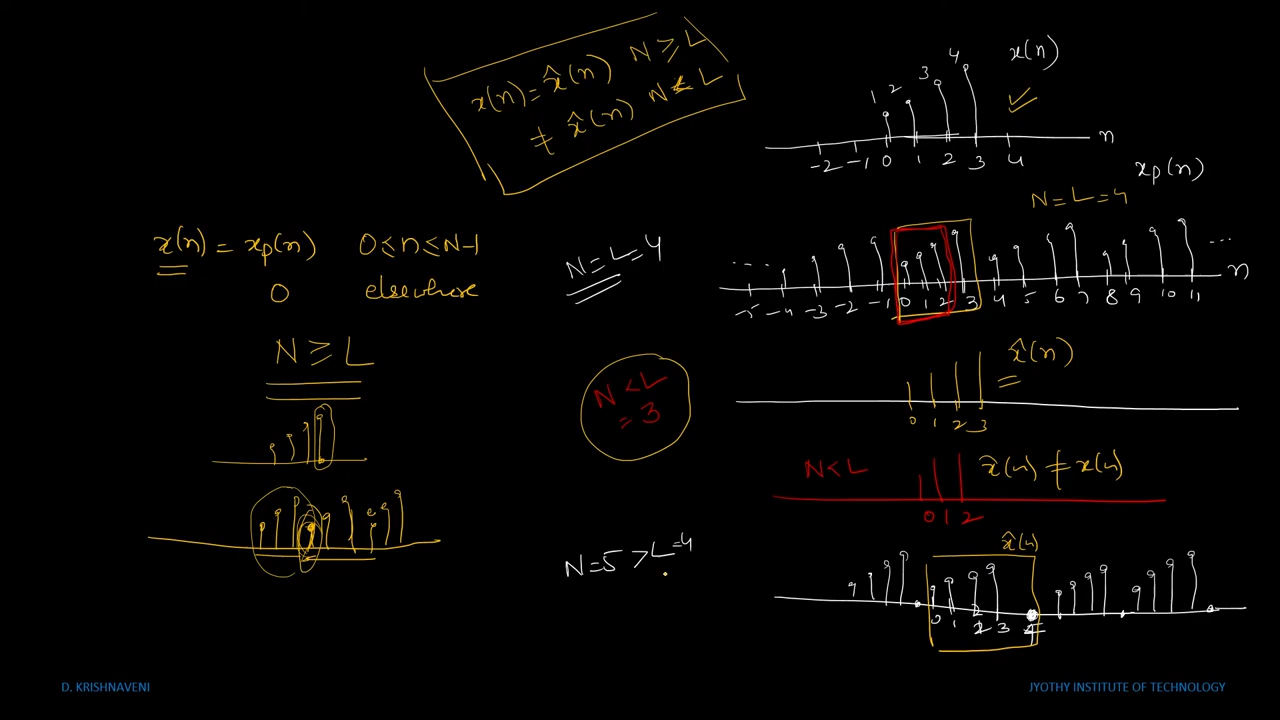 x(n) = x̂(n) N ≥ L
≠ x̂(n) N < L
x(n)
1 2 3 4
-2 -1 0 1 2 3 4 n
xp(n)
N = L = 4
... ...
-5 -4 -3 -2 -1 0 1 2 3 4 5 6 7 8 9 10 11 n
x(n) = xp(n) 0 ≤ n ≤ N-1
0 elsewhere
N = L = 4
N ≥ L
x̂(n)
=
0 1 2 3
N < L
= 3
N < L x̂(n) ≠ x(n)
0 1 2
N = 5 > L = 4
x̂(n)
0 1 2 3 4
D. KRISHNAVENI
JYOTHY INSTITUTE OF TECHNOLOGY